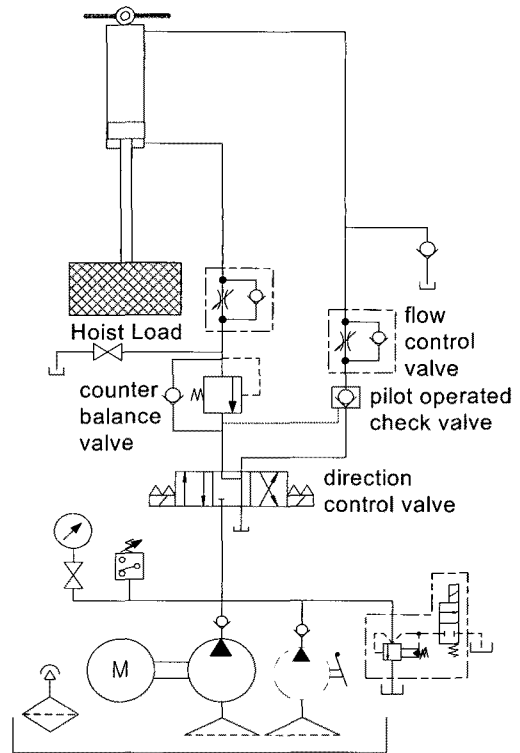 Hoist Load
flow
control
valve
counter
balance
valve
pilot operated
check valve
direction
control valve
M